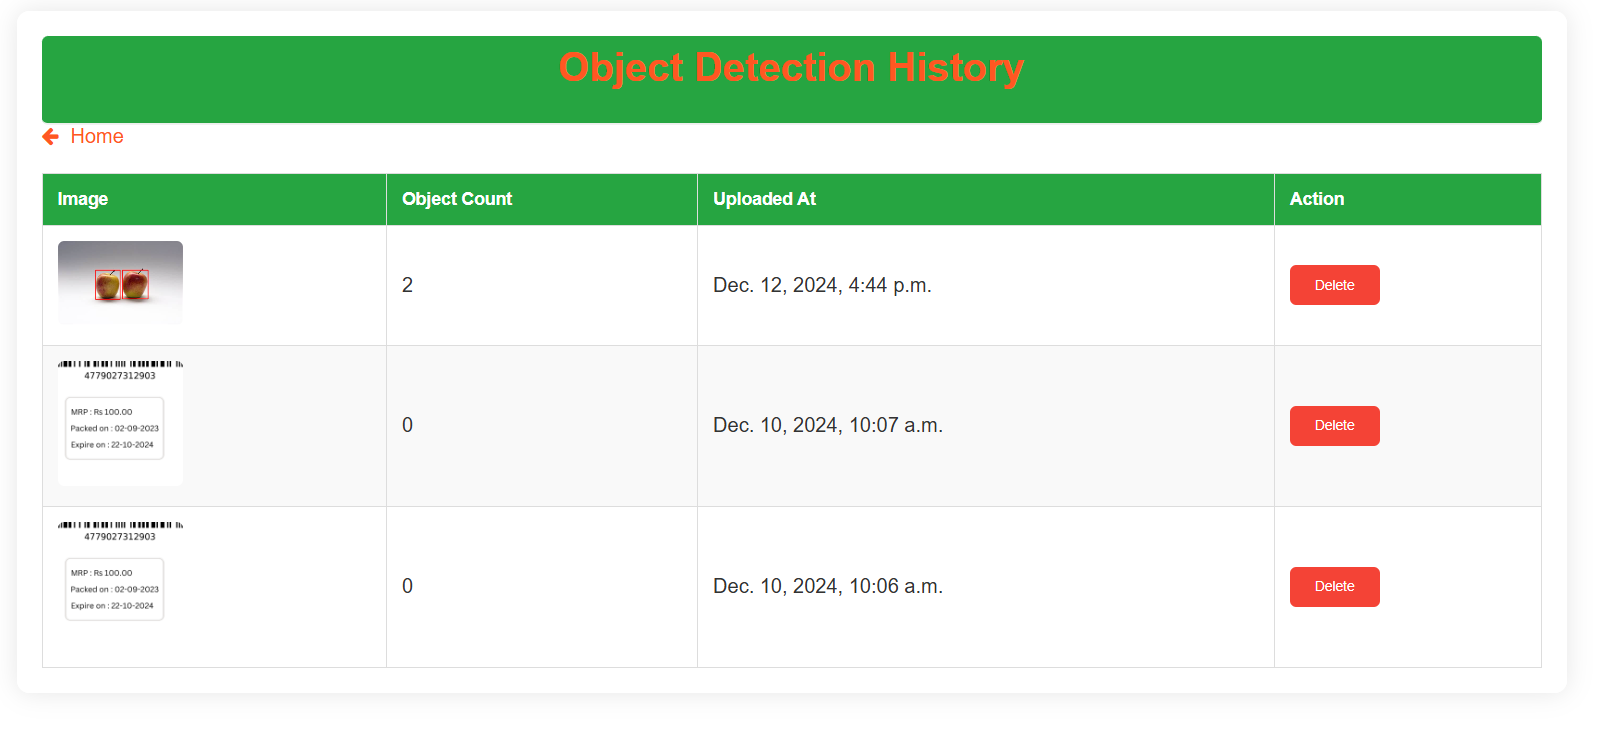 Object Detection History
Home
Image Object Count Uploaded At Action
2 Dec. 12, 2024, 4:44 p.m. Delete
4779027312903
MRP : Rs 100.00
Packed on : 02-09-2023
Expire on : 22-10-2024
0 Dec. 10, 2024, 10:07 a.m. Delete
4779027312903
MRP : Rs 100.00
Packed on : 02-09-2023
Expire on : 22-10-2024
0 Dec. 10, 2024, 10:06 a.m. Delete